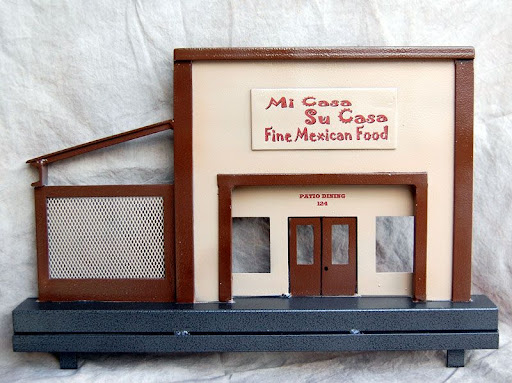 Mi Casa
Su Casa
Fine Mexican Food
PATIO DINING
124